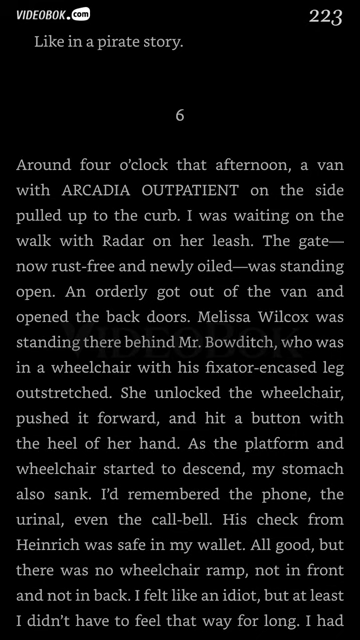 VIDEOBOK.com
223
Like in a pirate story.
6
Around four o’clock that afternoon, a van
with ARCADIA OUTPATIENT on the side
pulled up to the curb. I was waiting on the
walk with Radar on her leash. The gate—
now rust-free and newly oiled—was standing
open. An orderly got out of the van and
opened the back doors. Melissa Wilcox was
standing there behind Mr. Bowditch, who was
in a wheelchair with his fixator-encased leg
outstretched. She unlocked the wheelchair,
pushed it forward, and hit a button with
the heel of her hand. As the platform and
wheelchair started to descend, my stomach
also sank. I’d remembered the phone, the
urinal, even the call-bell. His check from
Heinrich was safe in my wallet. All good, but
there was no wheelchair ramp, not in front
and not in back. I felt like an idiot, but at least
I didn’t have to feel that way for long. I had
VIDEOBOK